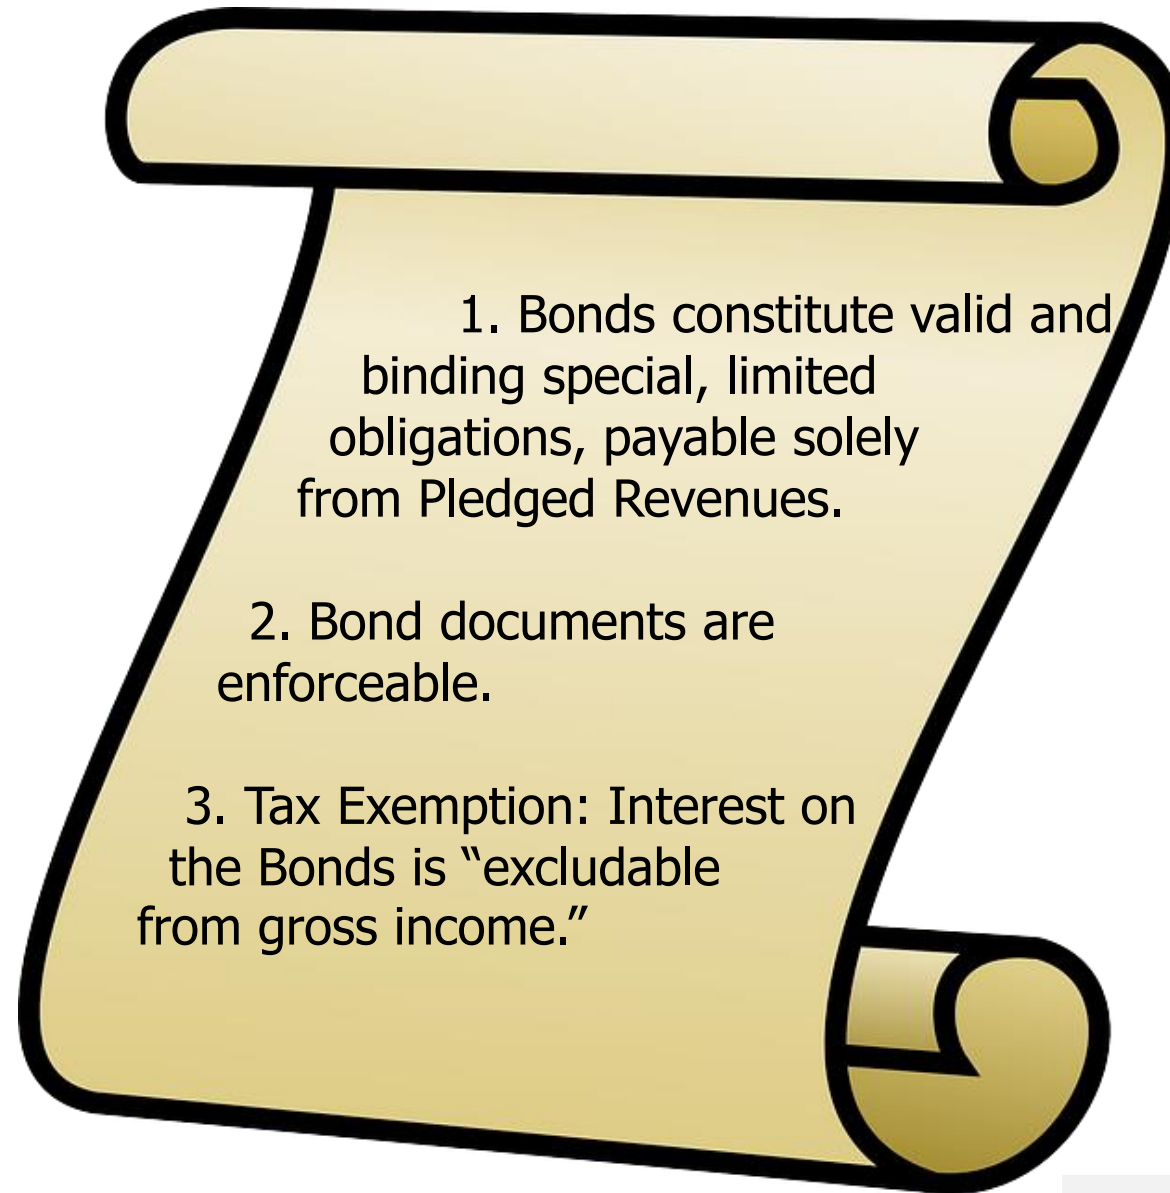 1. Bonds constitute valid and
binding special, limited
obligations, payable solely
from Pledged Revenues.
2. Bond documents are
enforceable.
3. Tax Exemption: Interest on
the Bonds is “excludable
from gross income.”